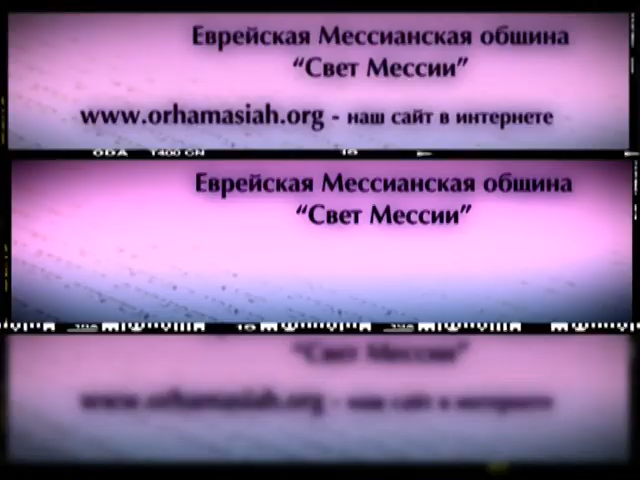 Еврейская Мессианская община
“Свет Мессии”
www.orhamasiah.org - наш сайт в интернете
Еврейская Мессианская община
“Свет Мессии”
“Свет Мессии”
www.orhamasiah.org - наш сайт в интернете